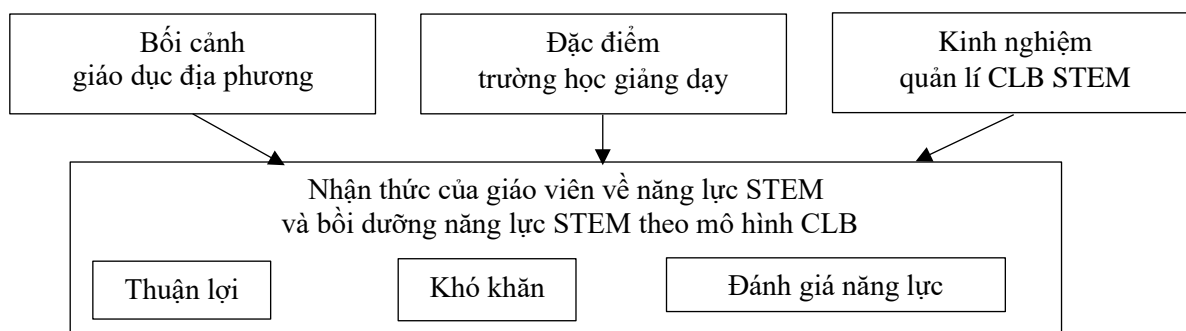 Bối cảnh
giáo dục địa phương
Đặc điểm
trường học giảng dạy
Kinh nghiệm
quản lí CLB STEM
Nhận thức của giáo viên về năng lực STEM
và bồi dưỡng năng lực STEM theo mô hình CLB
Thuận lợi
Khó khăn
Đánh giá năng lực